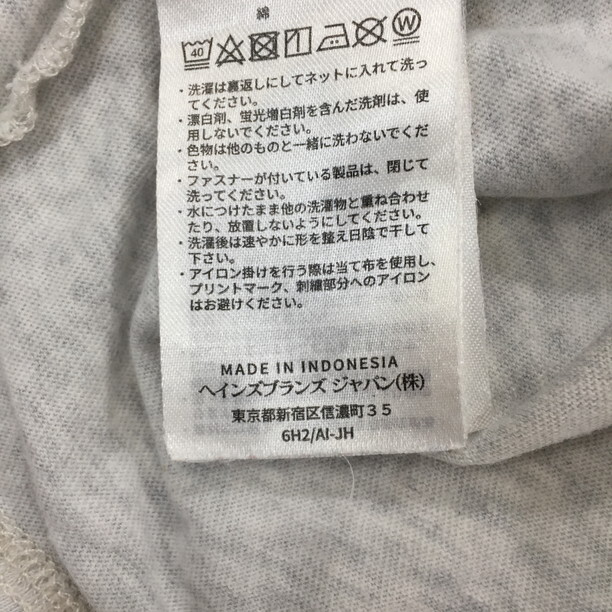 綿
40 W
・洗濯は裏返しにしてネットに入れて洗っ
てください。
・漂白剤、蛍光増白剤を含んだ洗剤は、使
用しないでください。
・色物は他のものと一緒に洗わないでくだ
さい。
・ファスナーが付いている製品は、閉じて
洗ってください。
・水につけたまま他の洗濯物と重ね合わせ
たり、放置しないようにしてください。
・洗濯後は速やかに形を整え日陰で干して
下さい。
・アイロン掛けを行う際は当て布を使用し、
プリントマーク、刺繍部分へのアイロン
はお避けください。
MADE IN INDONESIA
ヘインズブランズ ジャパン(株)
東京都新宿区信濃町３５
6H2/AI-JH